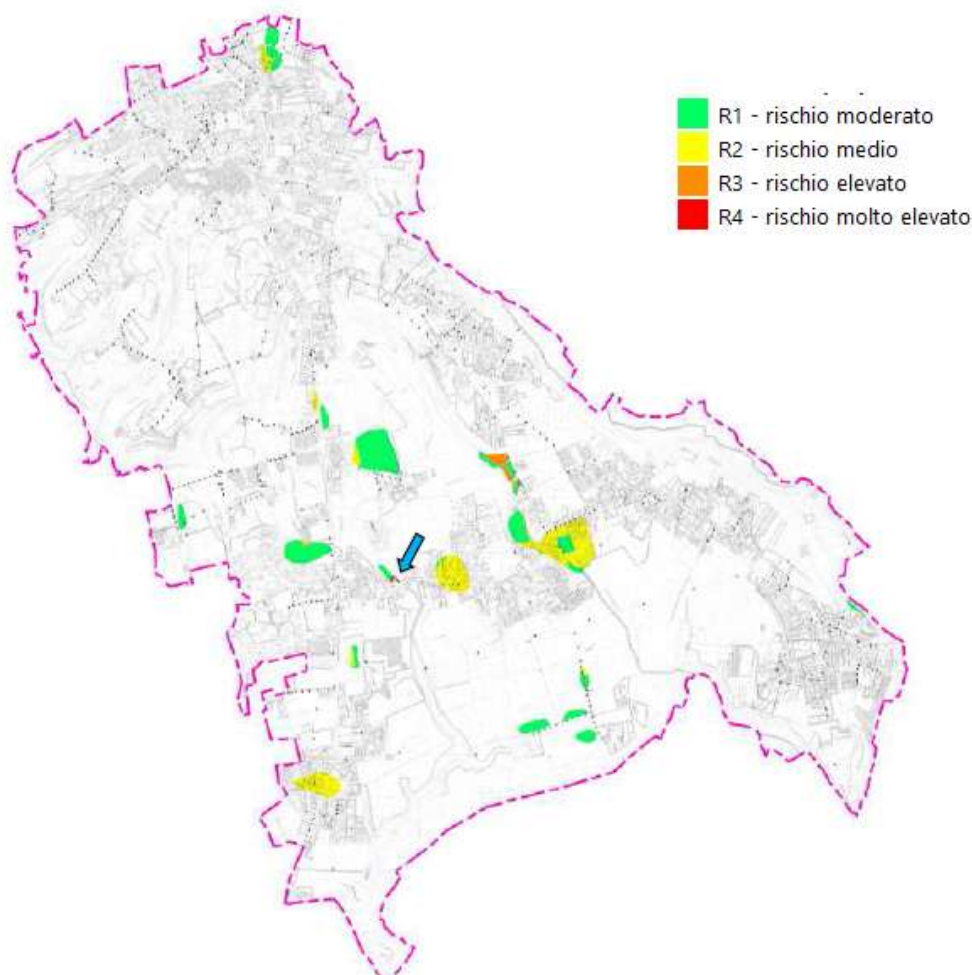 R1 - rischio moderato
R2 - rischio medio
R3 - rischio elevato
R4 - rischio molto elevato